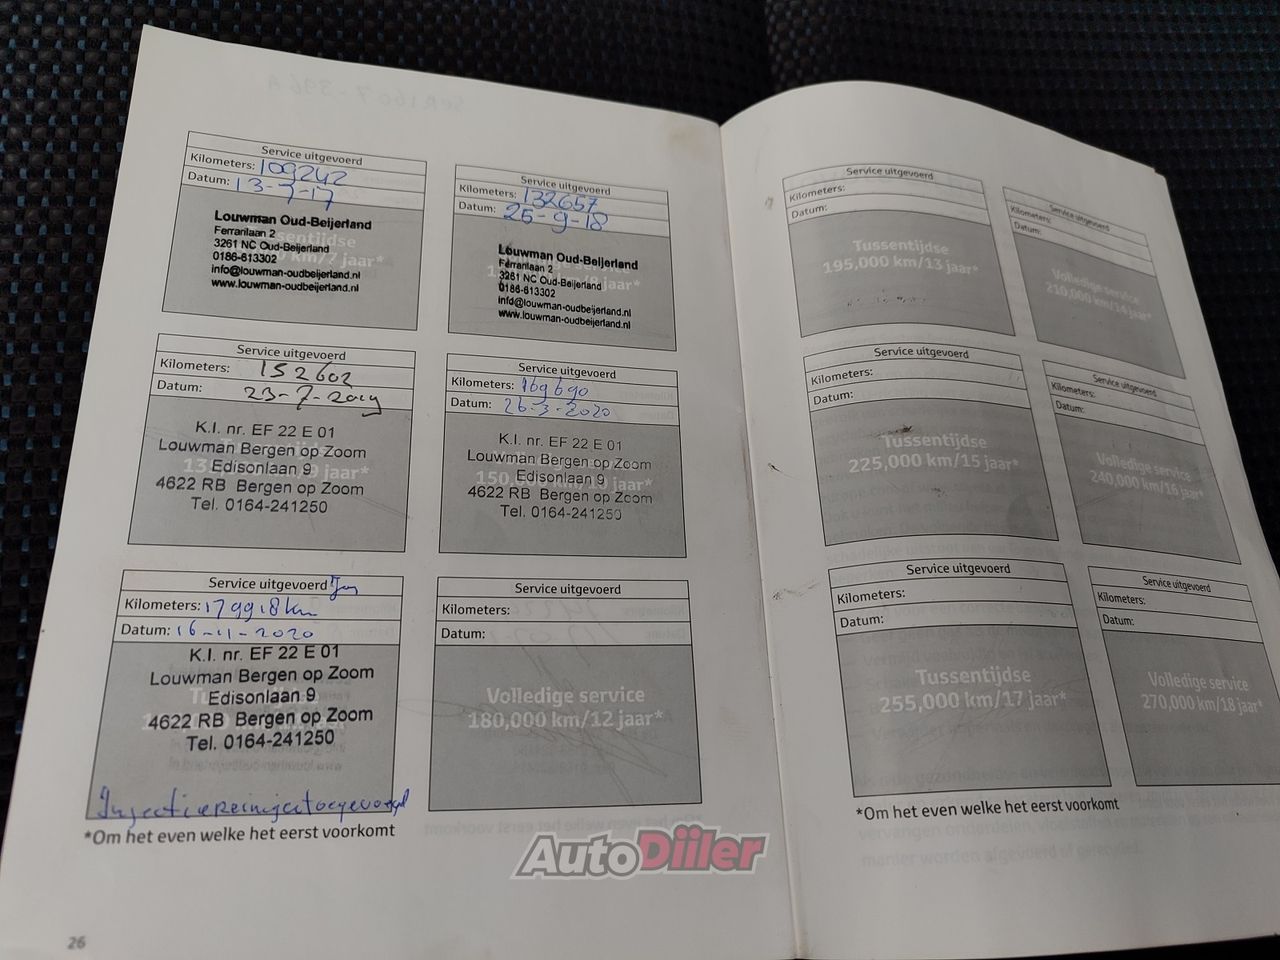 Service uitgevoerd
Kilometers: 109242
Datum: 13-7-17
Louwman Oud-Beijerland
Ferrarilaan 2
3261 NC Oud-Beijerland
0186-613302
info@louwman-oudbeijerland.nl
www.louwman-oudbeijerland.nl
Service uitgevoerd
Kilometers: 132657
Datum: 25-9-18
Louwman Oud-Beijerland
Ferrarilaan 2
3261 NC Oud-Beijerland
0186-613302
info@louwman-oudbeijerland.nl
www.louwman-oudbeijerland.nl
Service uitgevoerd
Kilometers: 152602
Datum: 23-7-2019
K.I. nr. EF 22 E 01
Louwman Bergen op Zoom
Edisonlaan 9
4622 RB Bergen op Zoom
Tel. 0164-241250
Service uitgevoerd
Kilometers: 169690
Datum: 26-3-2020
K.I. nr. EF 22 E 01
Louwman Bergen op Zoom
Edisonlaan 9
4622 RB Bergen op Zoom
Tel. 0164-241250
Service uitgevoerd
Kilometers: 179918km
Datum: 16-11-2020
K.I. nr. EF 22 E 01
Louwman Bergen op Zoom
Edisonlaan 9
4622 RB Bergen op Zoom
Tel. 0164-241250
Injectiereiniger toegevoegd
Service uitgevoerd
Kilometers:
Datum:
Volledige service
180,000 km/12 jaar*
*Om het even welke het eerst voorkomt
26
Service uitgevoerd
Kilometers:
Datum:
Tussentijdse
195,000 km/13 jaar*
Service uitgevoerd
Kilometers:
Datum:
Volledige service
210,000 km/14 jaar*
Service uitgevoerd
Kilometers:
Datum:
Tussentijdse
225,000 km/15 jaar*
Service uitgevoerd
Kilometers:
Datum:
Volledige service
240,000 km/16 jaar*
Service uitgevoerd
Kilometers:
Datum:
Tussentijdse
255,000 km/17 jaar*
Service uitgevoerd
Kilometers:
Datum:
Volledige service
270,000 km/18 jaar*
*Om het even welke het eerst voorkomt
AutoDiiler